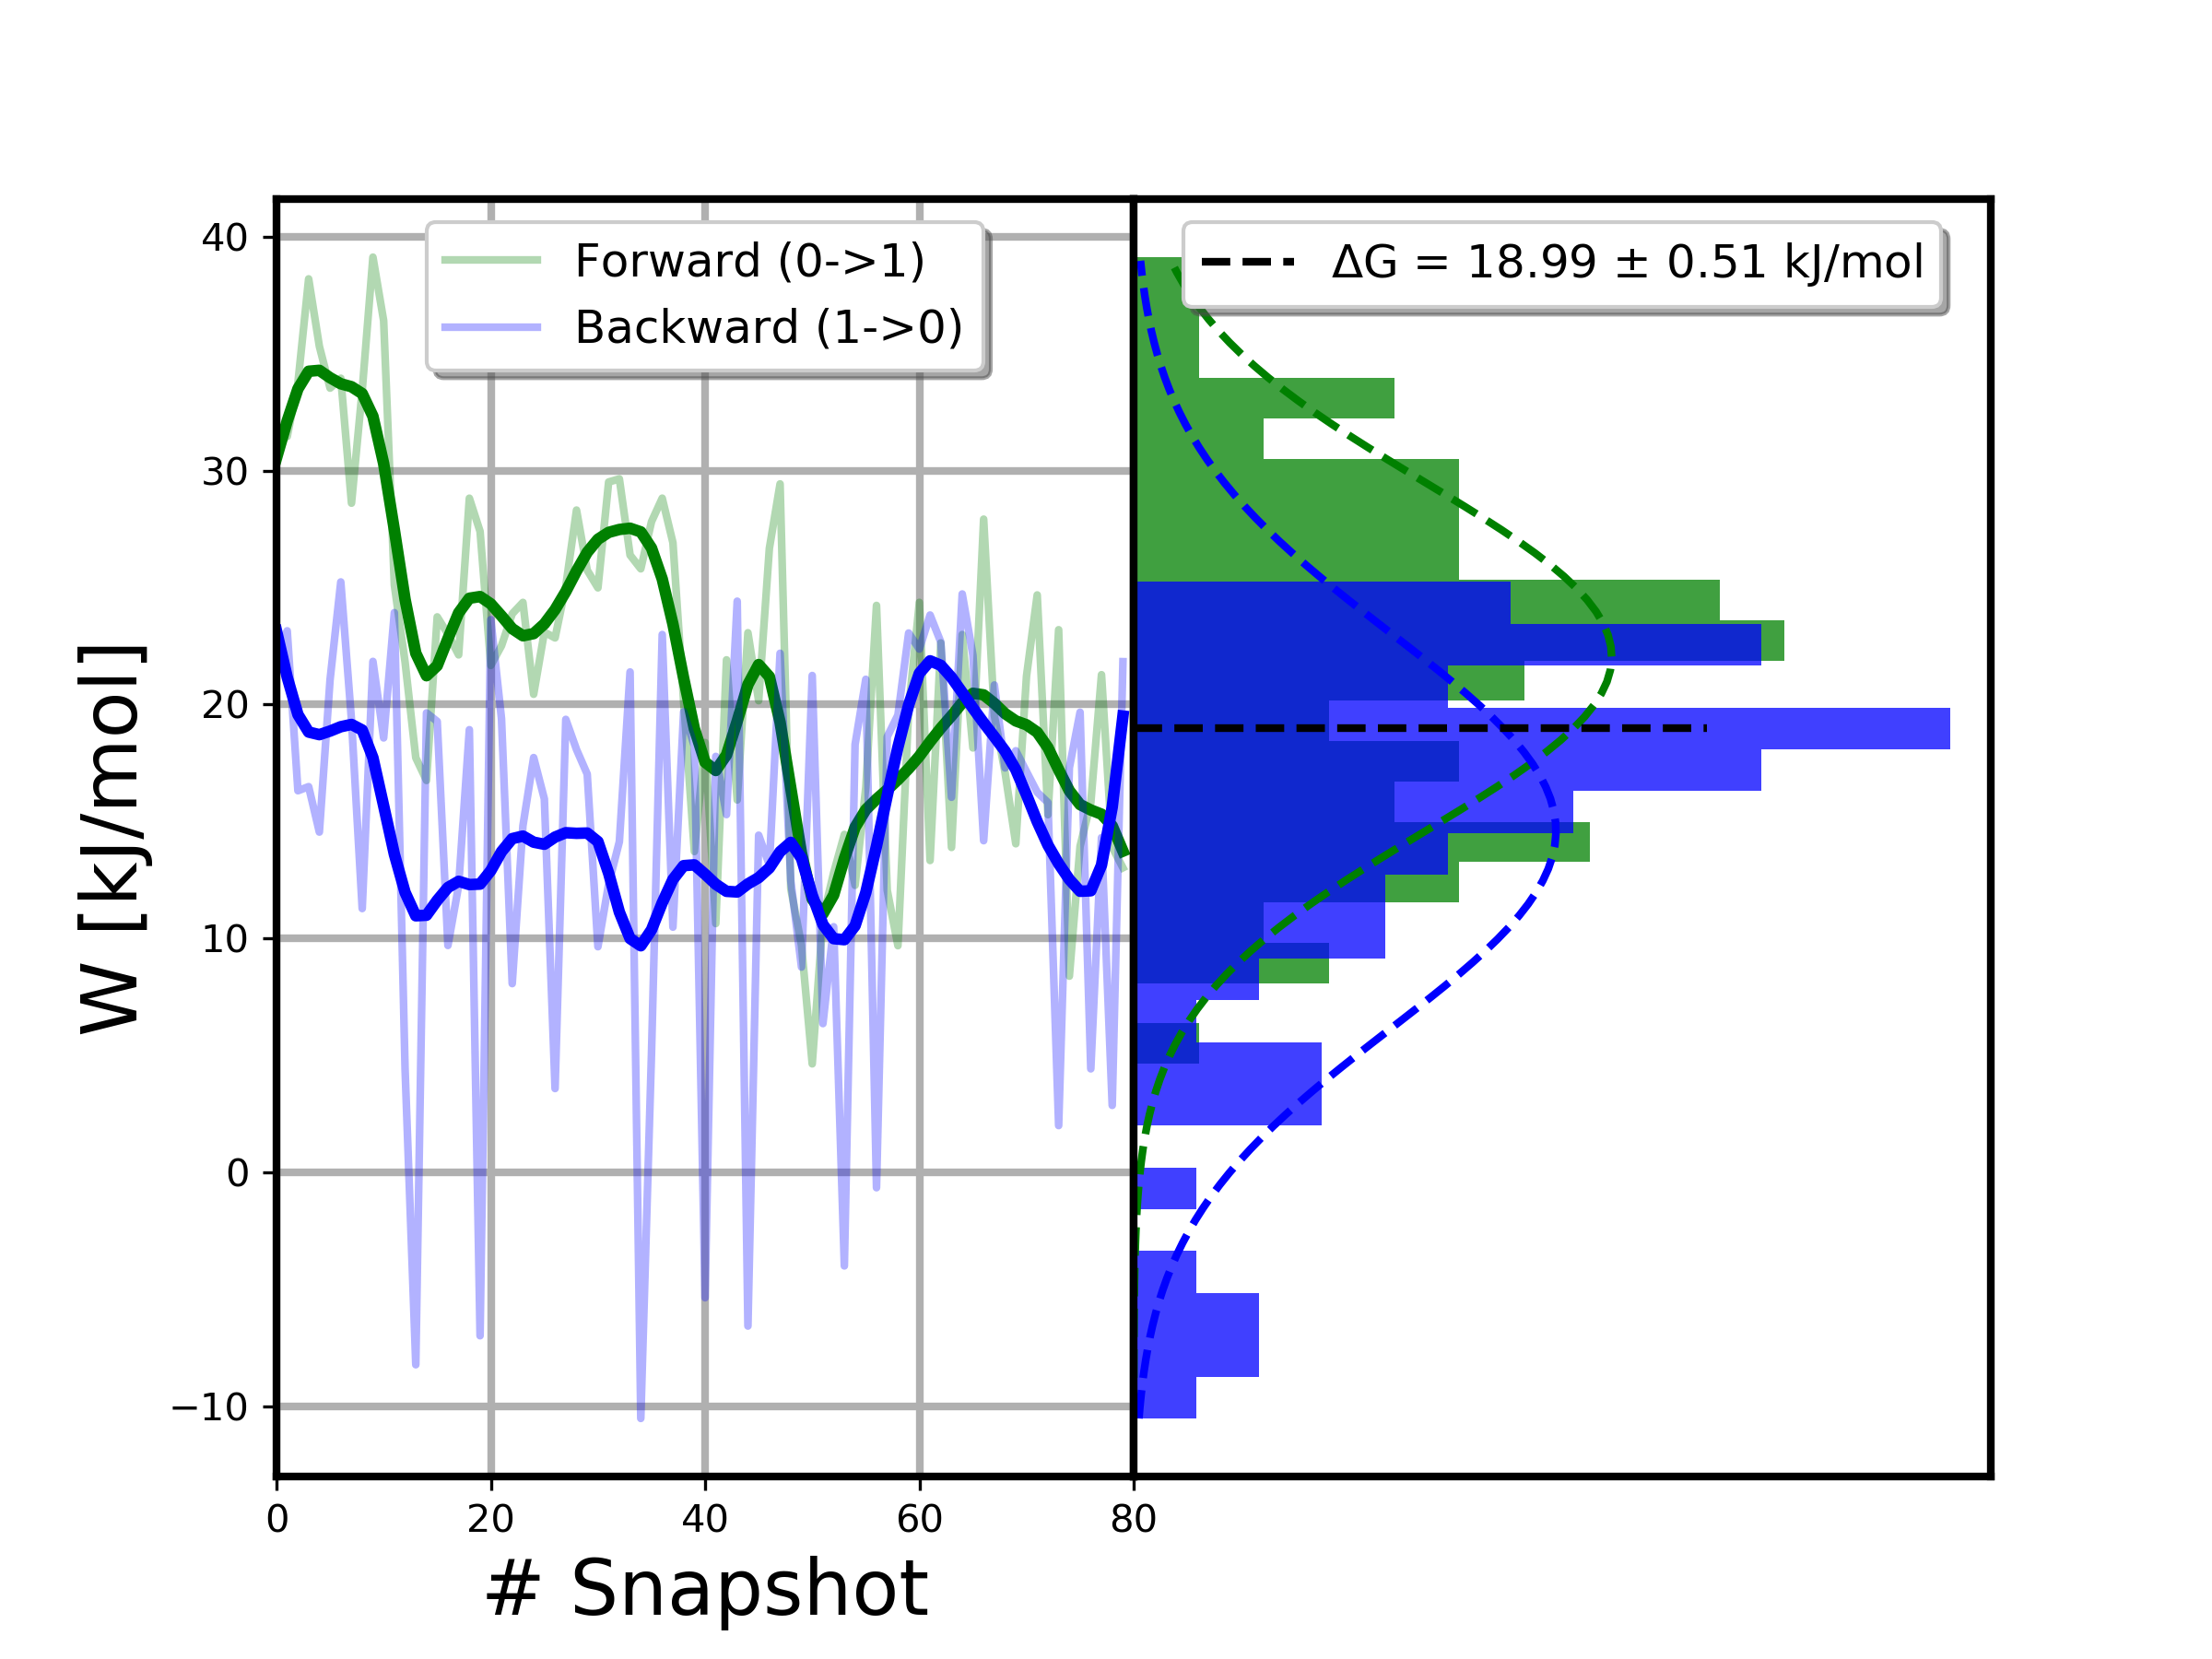 Forward (0->1)
Backward (1->0)
ΔG = 18.99 ± 0.51 kJ/mol
40
30
20
10
0
−10
W [kJ/mol]
0 20 40 60 80
# Snapshot